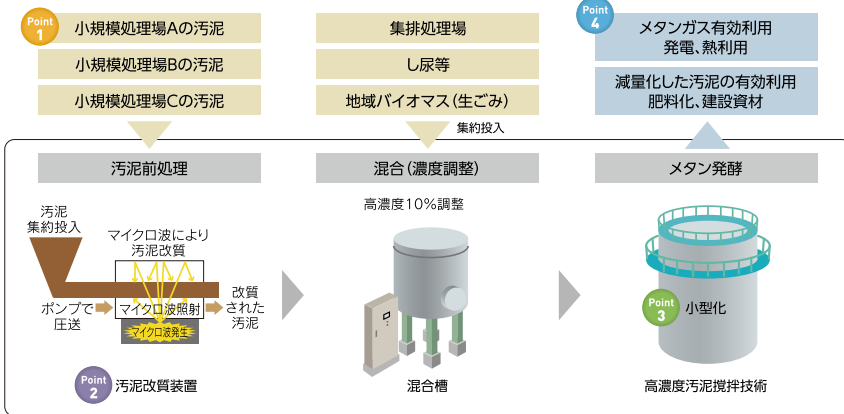 Point
1
小規模処理場Aの汚泥
小規模処理場Bの汚泥
小規模処理場Cの汚泥
集排処理場
し尿等
地域バイオマス(生ごみ)
集約投入
Point
4
メタンガス有効利用
発電、熱利用
減量化した汚泥の有効利用
肥料化、建設資材
汚泥前処理
汚泥
集約投入
マイクロ波により
汚泥改質
ポンプで
圧送
マイクロ波照射
マイクロ波発生
改質
された
汚泥
Point
2
汚泥改質装置
混合(濃度調整)
高濃度10%調整
混合槽
メタン発酵
Point
3
小型化
高濃度汚泥撹拌技術